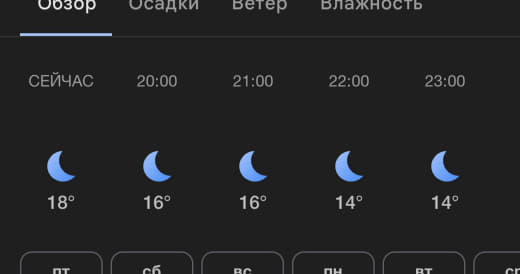 Обзор Осадки Ветер Влажность
СЕЙЧАС 20:00 21:00 22:00 23:00
18° 16° 16° 14° 14°
пт сб вс пн вт